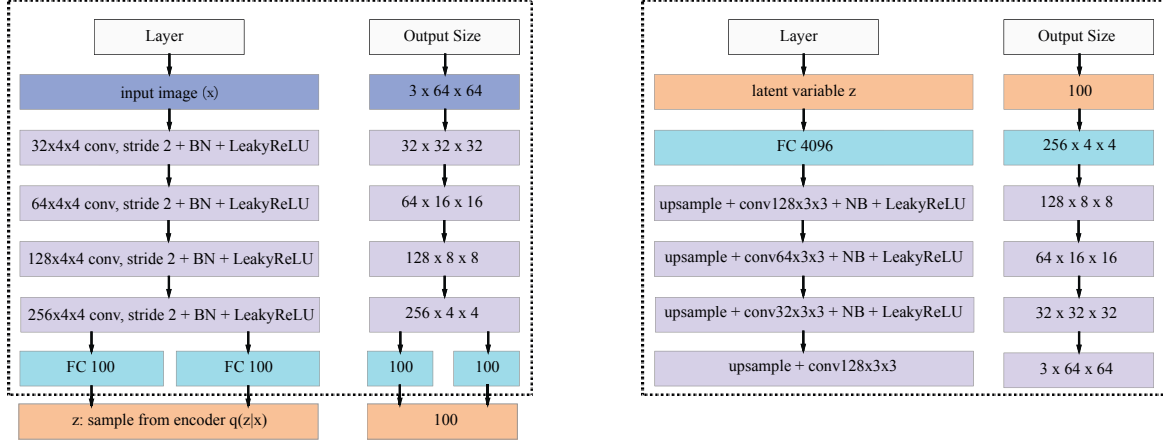 Layer
Output Size
input image (x)
3 x 64 x 64
32x4x4 conv, stride 2 + BN + LeakyReLU
32 x 32 x 32
64x4x4 conv, stride 2 + BN + LeakyReLU
64 x 16 x 16
128x4x4 conv, stride 2 + BN + LeakyReLU
128 x 8 x 8
256x4x4 conv, stride 2 + BN + LeakyReLU
256 x 4 x 4
FC 100
FC 100
100
100
z: sample from encoder q(z|x)
100
Layer
Output Size
latent variable z
100
FC 4096
256 x 4 x 4
upsample + conv128x3x3 + NB + LeakyReLU
128 x 8 x 8
upsample + conv64x3x3 + NB + LeakyReLU
64 x 16 x 16
upsample + conv32x3x3 + NB + LeakyReLU
32 x 32 x 32
upsample + conv128x3x3
3 x 64 x 64